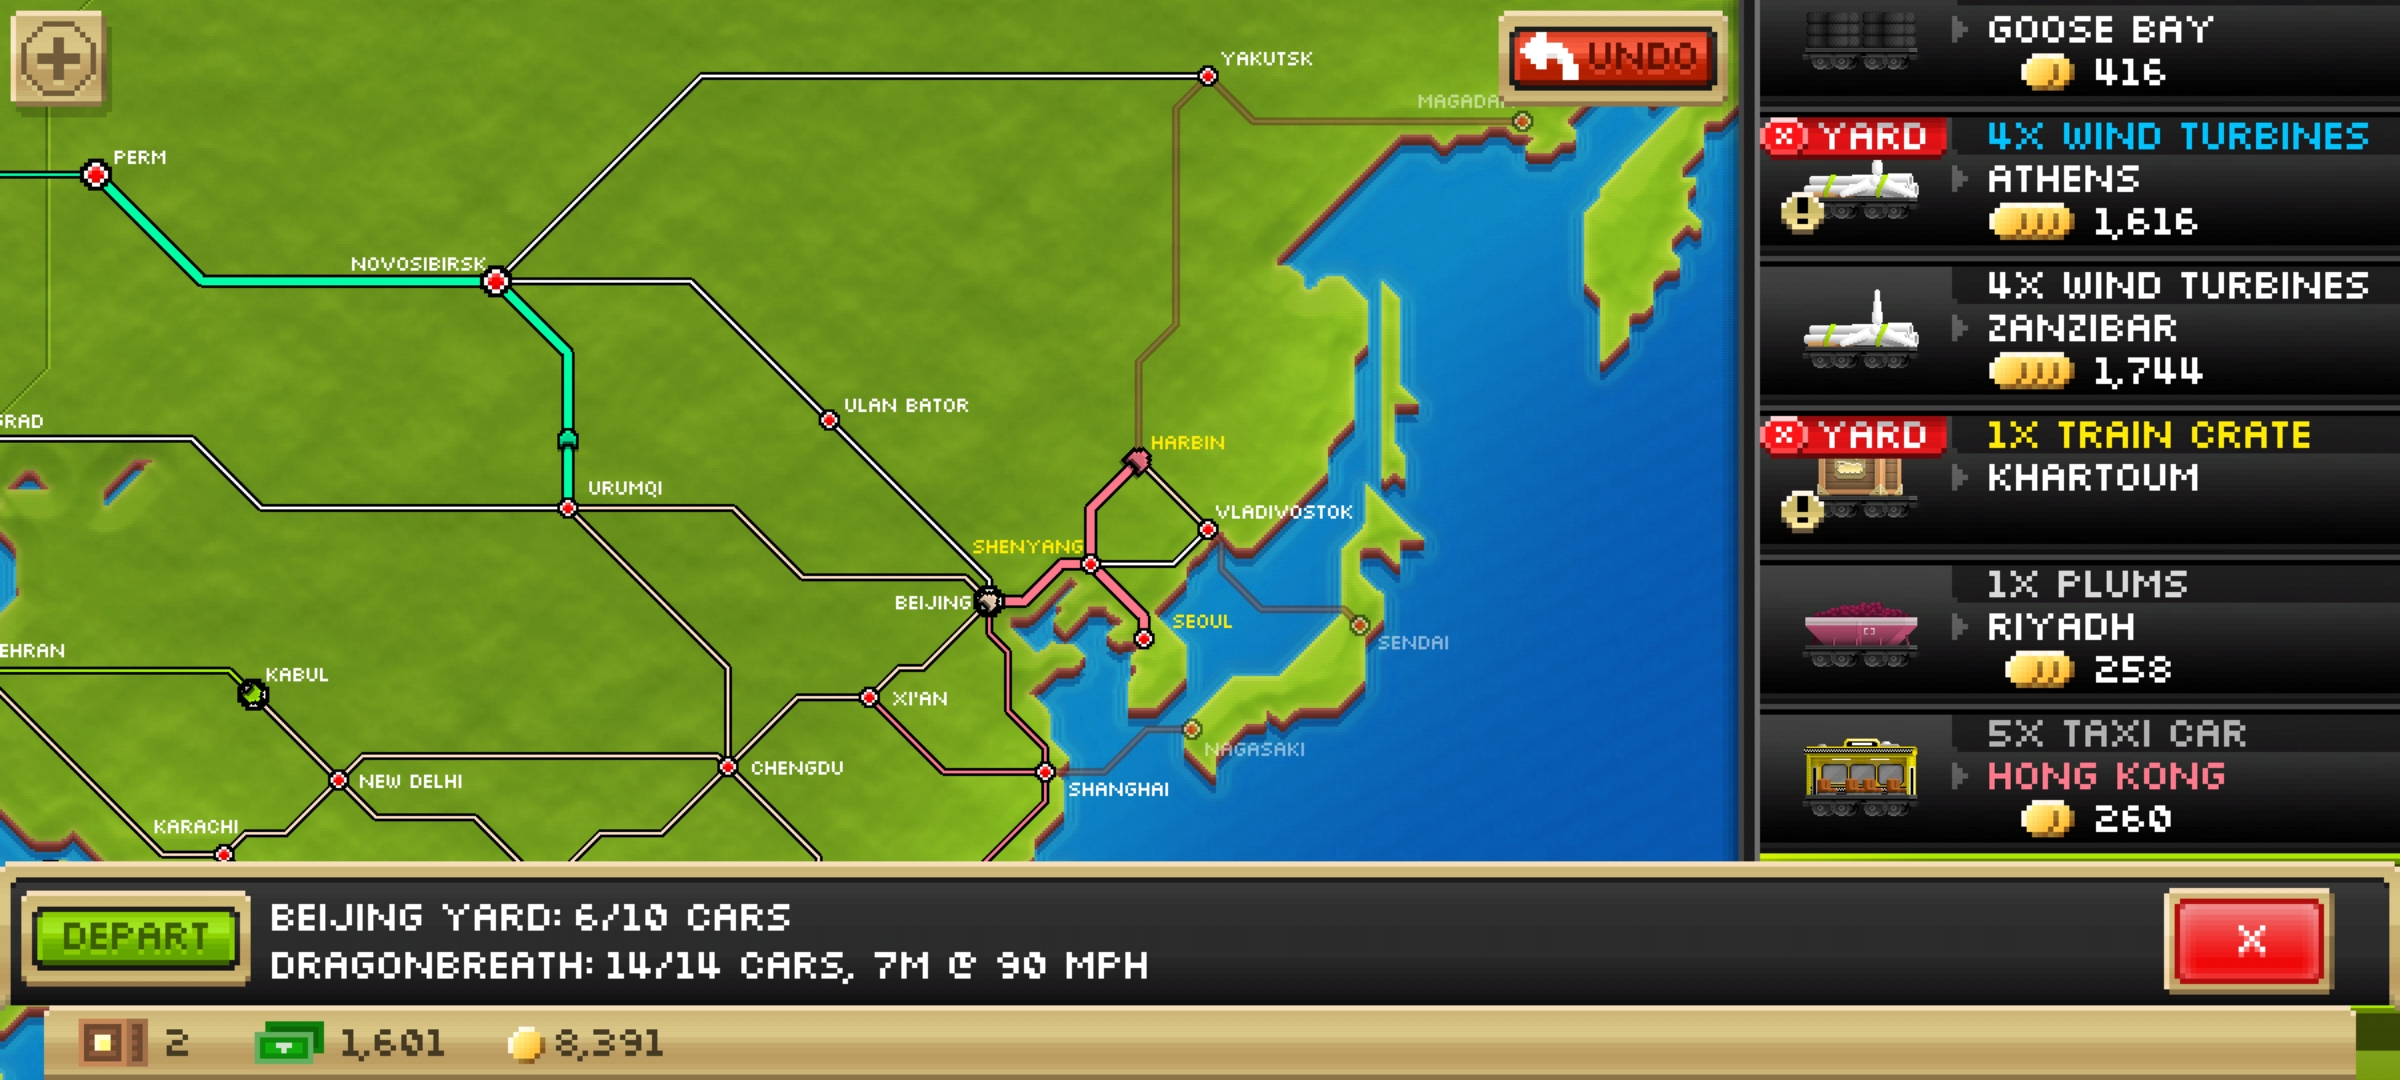 YAKUTSK
UNDO
PERM
NOVOSIBIRSK
ULAN BATOR
GRAD
HARBIN
URUMQI
VLADIVOSTOK
SHENYANG
BEIJING
SEOUL
SENDAI
EHRAN
KABUL
XI'AN
NAGASAKI
NEW DELHI
CHENGDU
SHANGHAI
KARACHI
GOOSE BAY
416
YARD
4X WIND TURBINES
ATHENS
1,616
4X WIND TURBINES
ZANZIBAR
1,744
YARD
1X TRAIN CRATE
KHARTOUM
1X PLUMS
RIYADH
258
5X TAXI CAR
HONG KONG
260
DEPART
BEIJING YARD: 6/10 CARS
DRAGONBREATH: 14/14 CARS, 7M @ 90 MPH
X
2
1,601
8,391